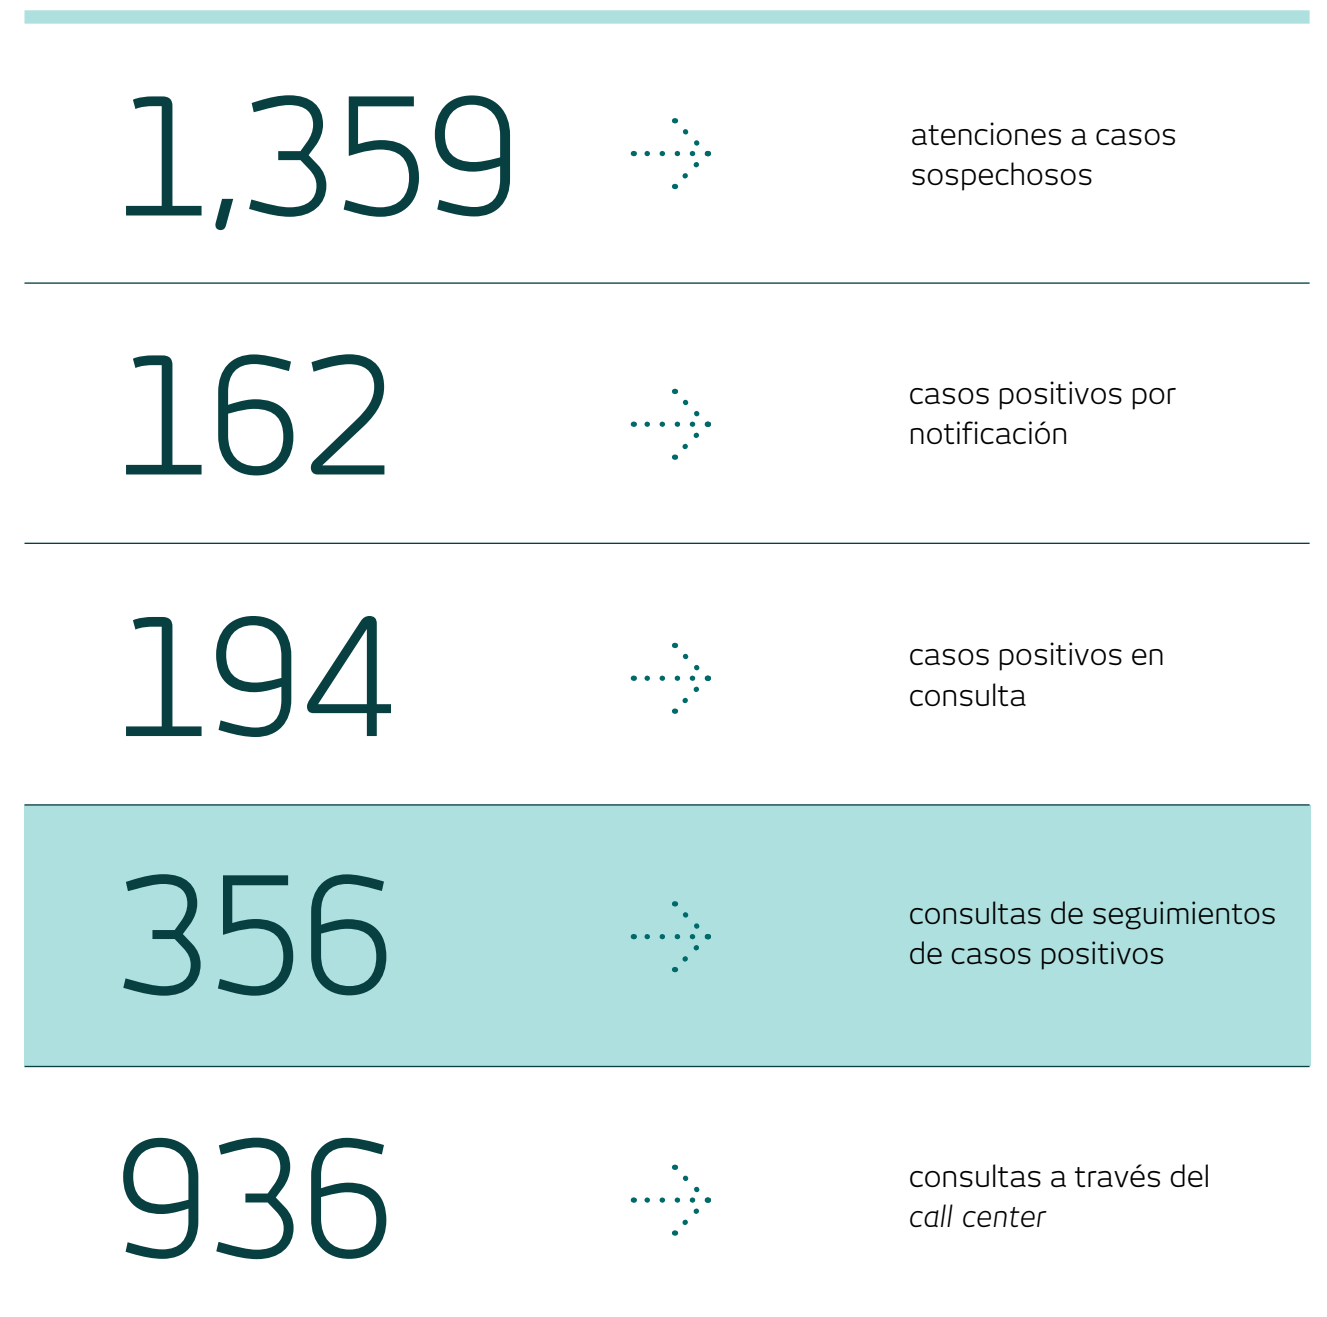 1,359
atenciones a casos
sospechosos
162
casos positivos por
notificación
194
casos positivos en
consulta
356
consultas de seguimientos
de casos positivos
936
consultas a través del
call center